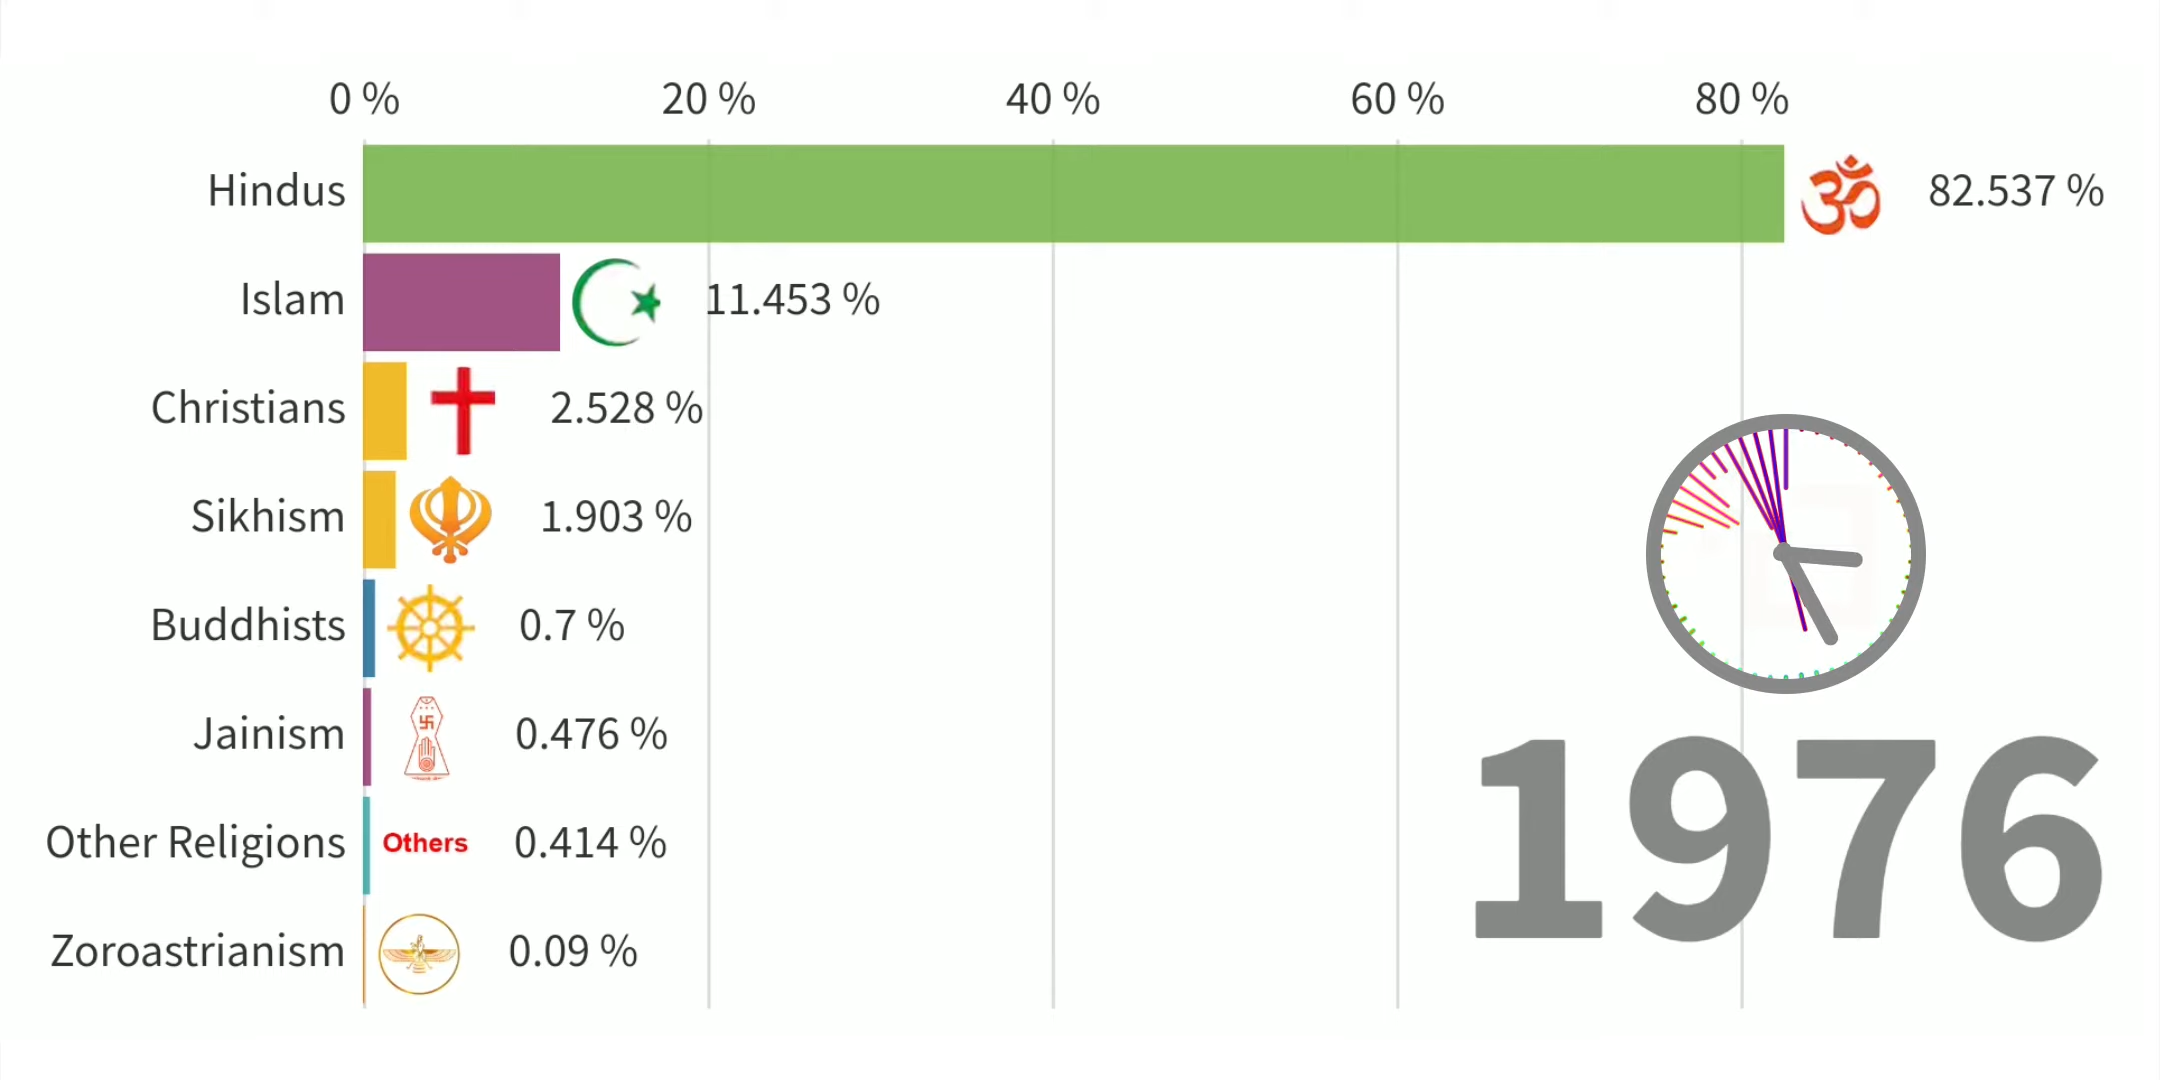 0 % 20 % 40 % 60 % 80 %
Hindus 82.537 %
Islam 11.453 %
Christians 2.528 %
Sikhism 1.903 %
Buddhists 0.7 %
Jainism 0.476 %
Other Religions Others 0.414 %
Zoroastrianism 0.09 %
1976